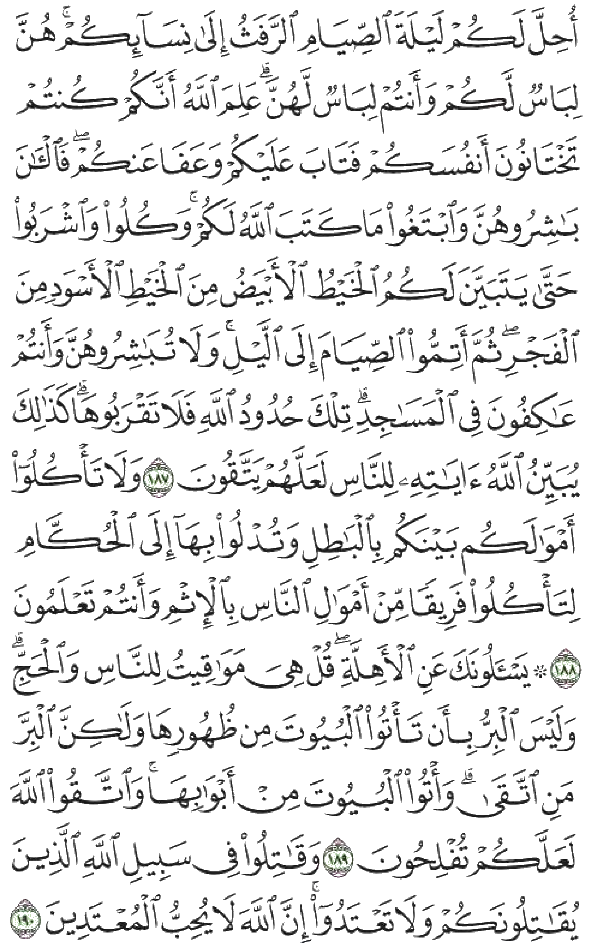 أُحِلَّ لَكُمْ لَيْلَةَ ٱلصِّيَامِ ٱلرَّفَثُ إِلَىٰ نِسَآئِكُمْ ۚ هُنَّ
لِبَاسٌ لَّكُمْ وَأَنتُمْ لِبَاسٌ لَّهُنَّ ۗ عَلِمَ ٱللَّهُ أَنَّكُمْ كُنتُمْ
تَخْتَانُونَ أَنفُسَكُمْ فَتَابَ عَلَيْكُمْ وَعَفَا عَنكُمْ ۖ فَٱلْـَٰٔنَ
بَـٰشِرُوهُنَّ وَٱبْتَغُوا۟ مَا كَتَبَ ٱللَّهُ لَكُمْ ۚ وَكُلُوا۟ وَٱشْرَبُوا۟
حَتَّىٰ يَتَبَيَّنَ لَكُمُ ٱلْخَيْطُ ٱلْأَبْيَضُ مِنَ ٱلْخَيْطِ ٱلْأَسْوَدِ مِنَ
ٱلْفَجْرِ ۖ ثُمَّ أَتِمُّوا۟ ٱلصِّيَامَ إِلَى ٱلَّيْلِ ۚ وَلَا تُبَـٰشِرُوهُنَّ وَأَنتُمْ
عَـٰكِفُونَ فِى ٱلْمَسَـٰجِدِ ۗ تِلْكَ حُدُودُ ٱللَّهِ فَلَا تَقْرَبُوهَا ۗ كَذَٰلِكَ
يُبَيِّنُ ٱللَّهُ ءَايَـٰتِهِۦ لِلنَّاسِ لَعَلَّهُمْ يَتَّقُونَ ١٨٧ وَلَا تَأْكُلُوٓا۟
أَمْوَٰلَكُم بَيْنَكُم بِٱلْبَـٰطِلِ وَتُدْلُوا۟ بِهَآ إِلَى ٱلْحُكَّامِ
لِتَأْكُلُوا۟ فَرِيقًا مِّنْ أَمْوَٰلِ ٱلنَّاسِ بِٱلْإِثْمِ وَأَنتُمْ تَعْلَمُونَ
١٨٨ ۞ يَسْـَٔلُونَكَ عَنِ ٱلْأَهِلَّةِ ۖ قُلْ هِىَ مَوَٰقِيتُ لِلنَّاسِ وَٱلْحَجِّ ۗ
وَلَيْسَ ٱلْبِرُّ بِأَن تَأْتُوا۟ ٱلْبُيُوتَ مِن ظُهُورِهَا وَلَـٰكِنَّ ٱلْبِرَّ
مَنِ ٱتَّقَىٰ ۗ وَأْتُوا۟ ٱلْبُيُوتَ مِنْ أَبْوَٰبِهَا ۚ وَٱتَّقُوا۟ ٱللَّهَ
لَعَلَّكُمْ تُفْلِحُونَ ١٨٩ وَقَـٰتِلُوا۟ فِى سَبِيلِ ٱللَّهِ ٱلَّذِينَ
يُقَـٰتِلُونَكُمْ وَلَا تَعْتَدُوٓا۟ ۚ إِنَّ ٱللَّهَ لَا يُحِبُّ ٱلْمُعْتَدِينَ ١٩٠